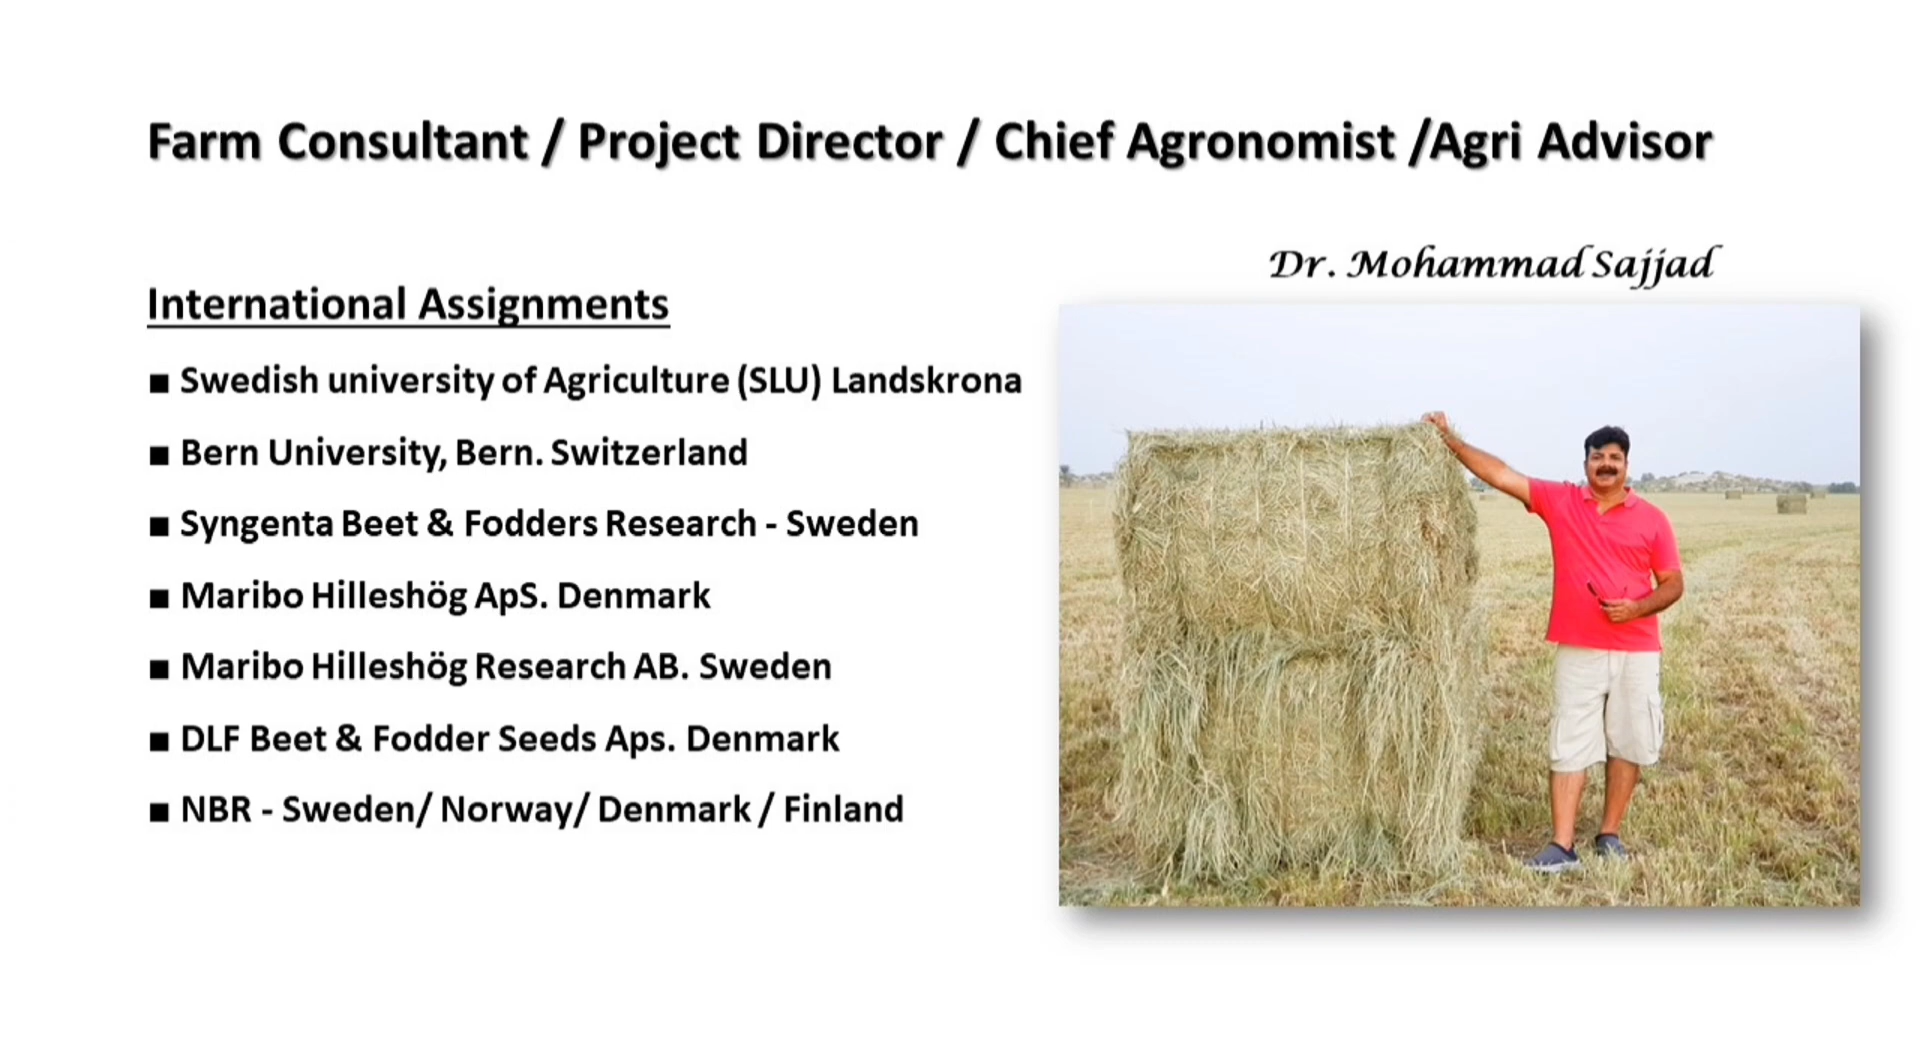 Farm Consultant / Project Director / Chief Agronomist /Agri Advisor
Dr. Mohammad Sajjad
International Assignments
■ Swedish university of Agriculture (SLU) Landskrona
■ Bern University, Bern. Switzerland
■ Syngenta Beet & Fodders Research - Sweden
■ Maribo Hilleshög ApS. Denmark
■ Maribo Hilleshög Research AB. Sweden
■ DLF Beet & Fodder Seeds Aps. Denmark
■ NBR - Sweden/ Norway/ Denmark / Finland